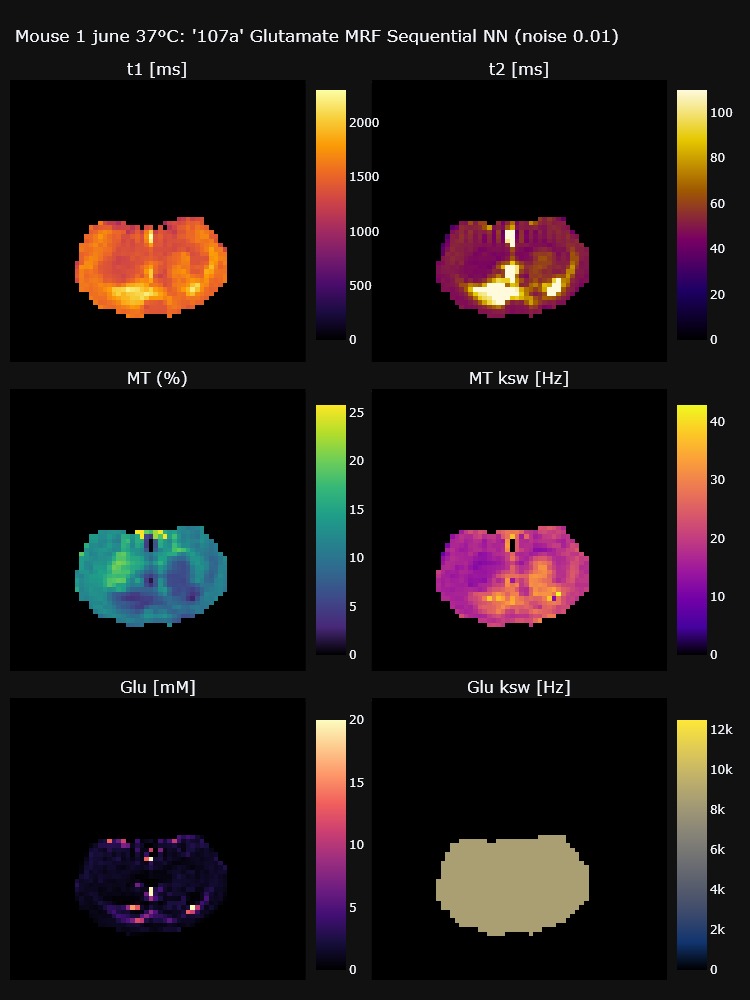 Mouse 1 june 37ºC: '107a' Glutamate MRF Sequential NN (noise 0.01)
t1 [ms]
t2 [ms]
2000
1500
1000
500
0
100
80
60
40
20
0
MT (%)
MT ksw [Hz]
25
20
15
10
5
0
40
30
20
10
0
Glu [mM]
Glu ksw [Hz]
20
15
10
5
0
12k
10k
8k
6k
4k
2k
0